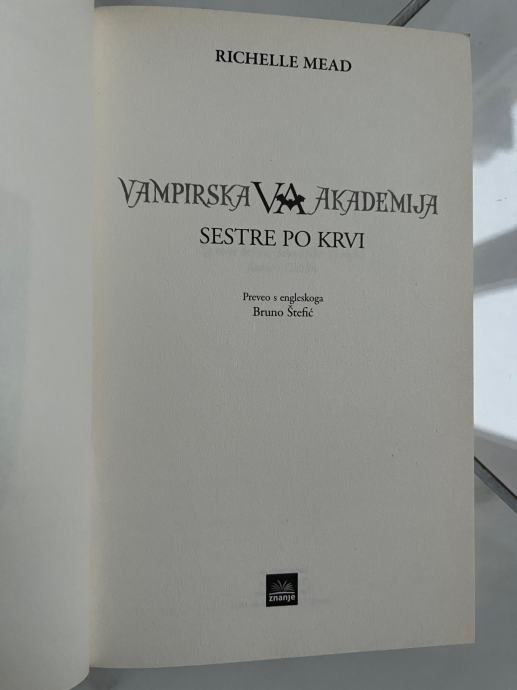 RICHELLE MEAD
VAMPIRSKA VA AKADEMIJA
SESTRE PO KRVI
Preveo s engleskoga
Bruno Štefić
znanje